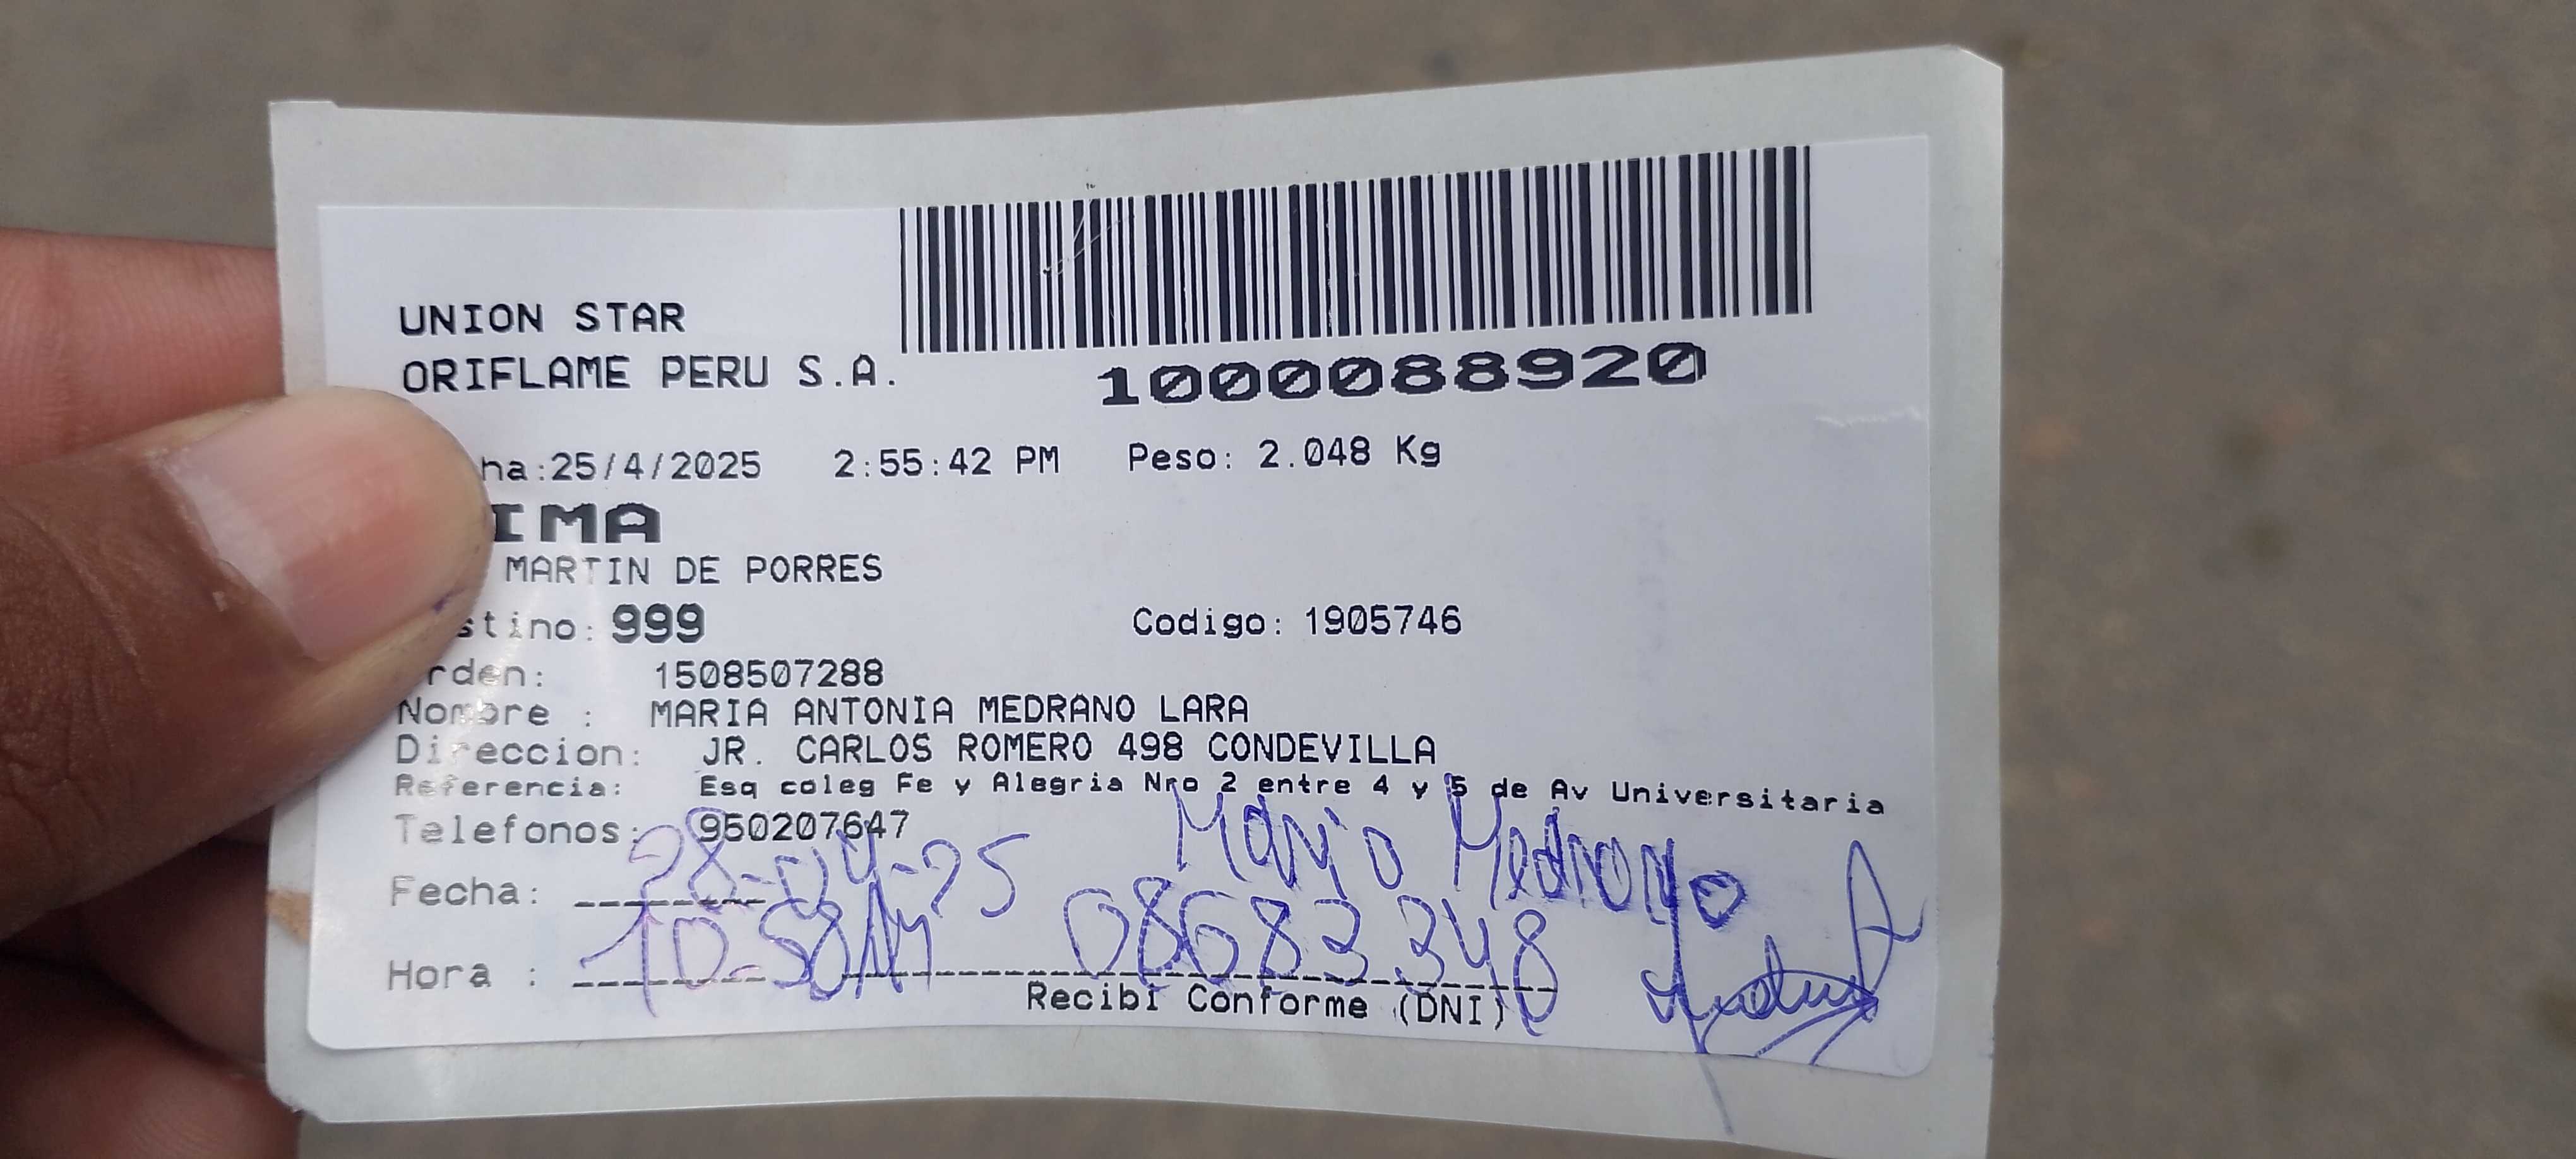 UNION STAR
ORIFLAME PERU S.A.
1000088920
ha:25/4/2025 2:55:42 PM Peso: 2.048 Kg
IMA
MARTIN DE PORRES
stino: 999 Codigo: 1905746
rden: 1508507288
Nombre : MARIA ANTONIA MEDRANO LARA
Direccion: JR. CARLOS ROMERO 498 CONDEVILLA
Referencia: Esq coleg Fe y Alegria Nro 2 entre 4 y 5 de Av Universitaria
Telefonos: 950207647
Fecha: 28-04-25 Mario Medrano
Hora : 10-58AM 08683348
Recibi Conforme (DNI)